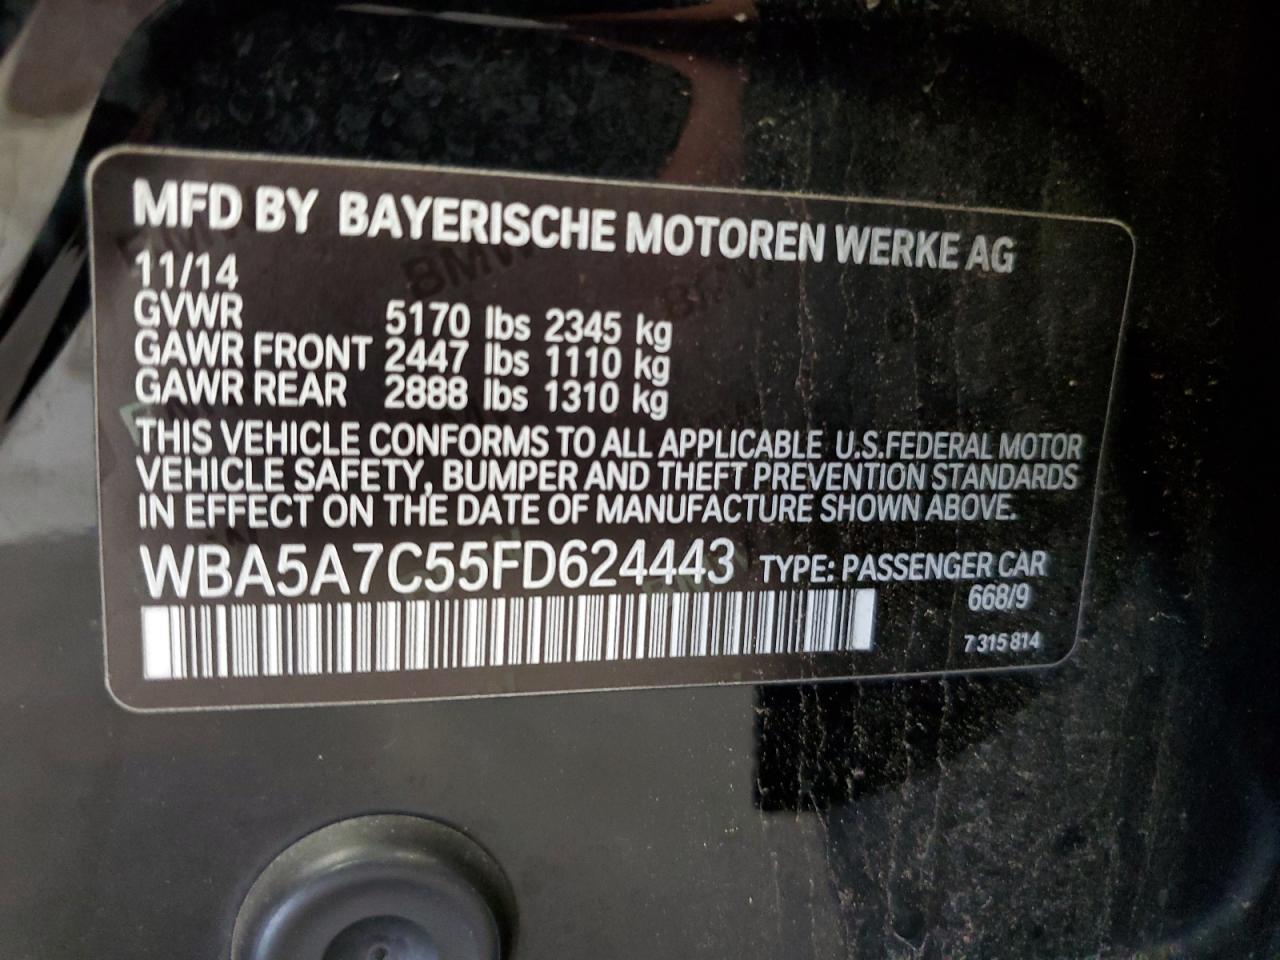 MFD BY BAYERISCHE MOTOREN WERKE AG
11/14
GVWR 5170 lbs 2345 kg
GAWR FRONT 2447 lbs 1110 kg
GAWR REAR 2888 lbs 1310 kg
THIS VEHICLE CONFORMS TO ALL APPLICABLE U.S.FEDERAL MOTOR
VEHICLE SAFETY, BUMPER AND THEFT PREVENTION STANDARDS
IN EFFECT ON THE DATE OF MANUFACTURE SHOWN ABOVE.
WBA5A7C55FD624443 TYPE: PASSENGER CAR
668/9
7 315 814